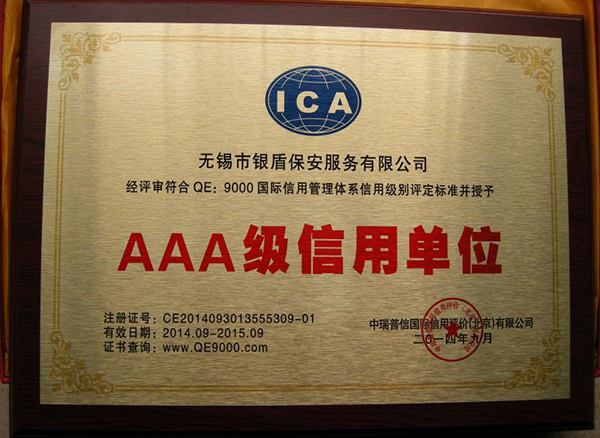 ICA
无锡市银盾保安服务有限公司
经评审符合 QE：9000 国际信用管理体系信用级别评定标准并授予
AAA级信用单位
注册证号：CE2014093013555309-01
有效日期：2014.09-2015.09
证书查询：www.QE9000.com
中瑞普信国际信用评价(北京)有限公司
二〇一四年九月